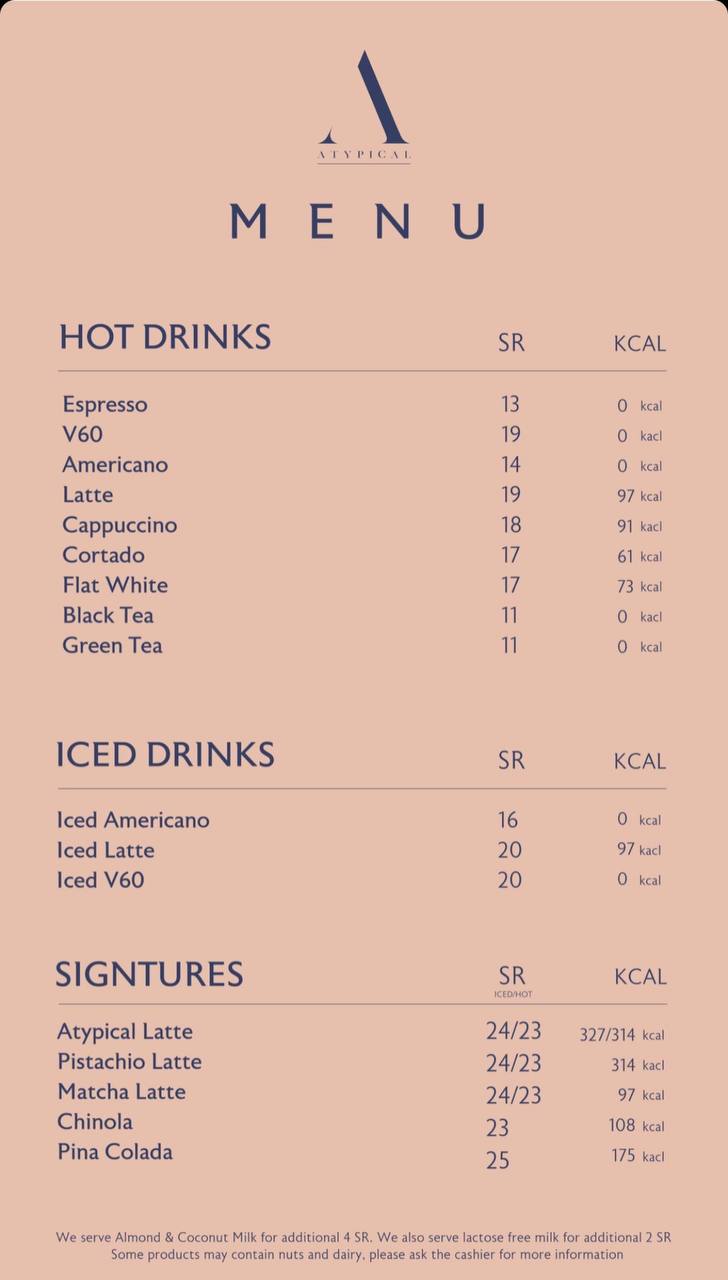 ATYPICAL
MENU
HOT DRINKS SR KCAL
Espresso 13 0 kcal
V60 19 0 kacl
Americano 14 0 kcal
Latte 19 97 kcal
Cappuccino 18 91 kacl
Cortado 17 61 kcal
Flat White 17 73 kcal
Black Tea 11 0 kacl
Green Tea 11 0 kcal
ICED DRINKS SR KCAL
Iced Americano 16 0 kcal
Iced Latte 20 97 kacl
Iced V60 20 0 kcal
SIGNTURES SR KCAL
ICED/HOT
Atypical Latte 24/23 327/314 kcal
Pistachio Latte 24/23 314 kacl
Matcha Latte 24/23 97 kcal
Chinola 23 108 kcal
Pina Colada 25 175 kacl
We serve Almond & Coconut Milk for additional 4 SR. We also serve lactose free milk for additional 2 SR
Some products may contain nuts and dairy, please ask the cashier for more information